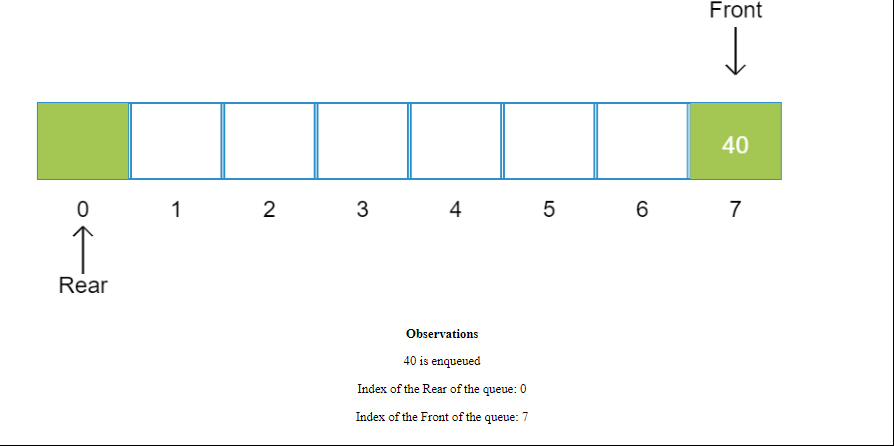 Front
40
0 1 2 3 4 5 6 7
Rear
Observations
40 is enqueued
Index of the Rear of the queue: 0
Index of the Front of the queue: 7